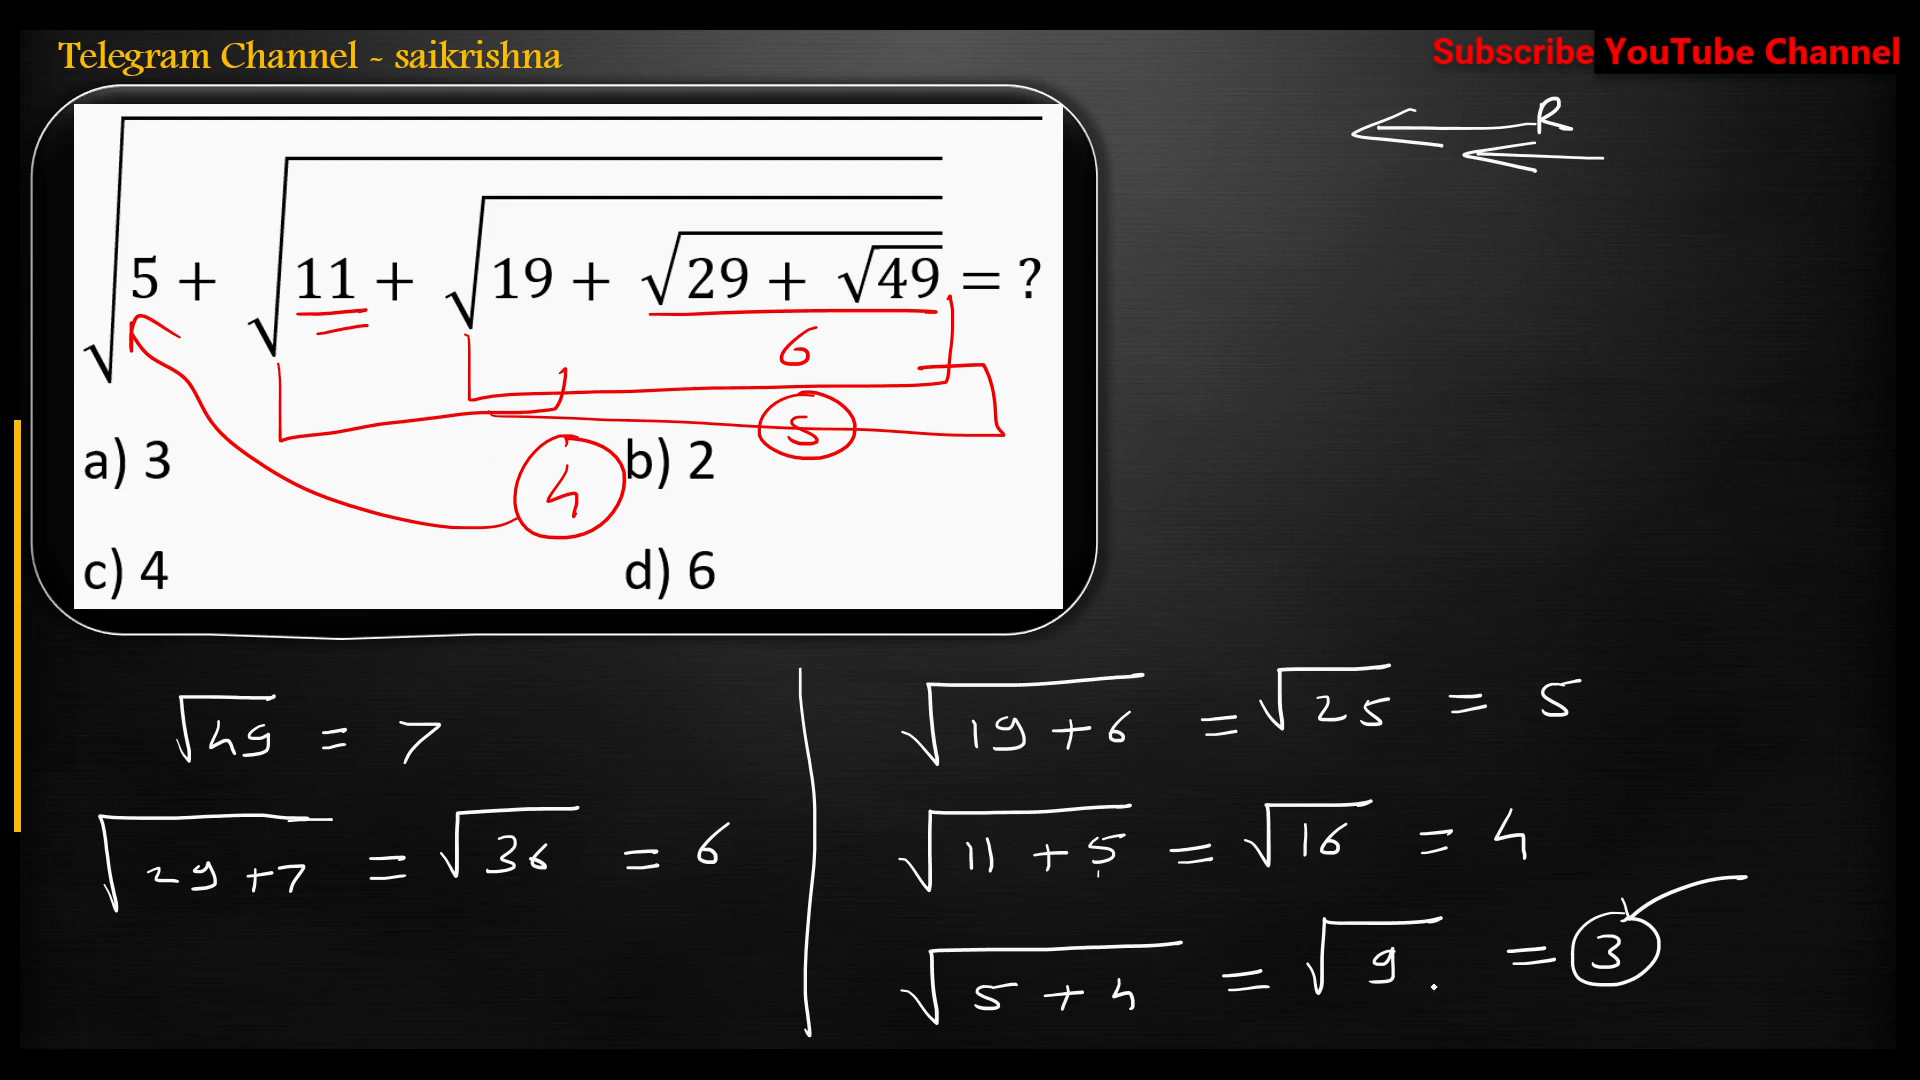 Telegram Channel - saikrishna
Subscribe YouTube Channel
R
√5 + √11 + √19 + √29 + √49 = ?
6
5
a) 3 b) 2
4
c) 4 d) 6
√49 = 7
√29+7 = √36 = 6
√19+6 = √25 = 5
√11+5 = √16 = 4
√5+4 = √9. = 3